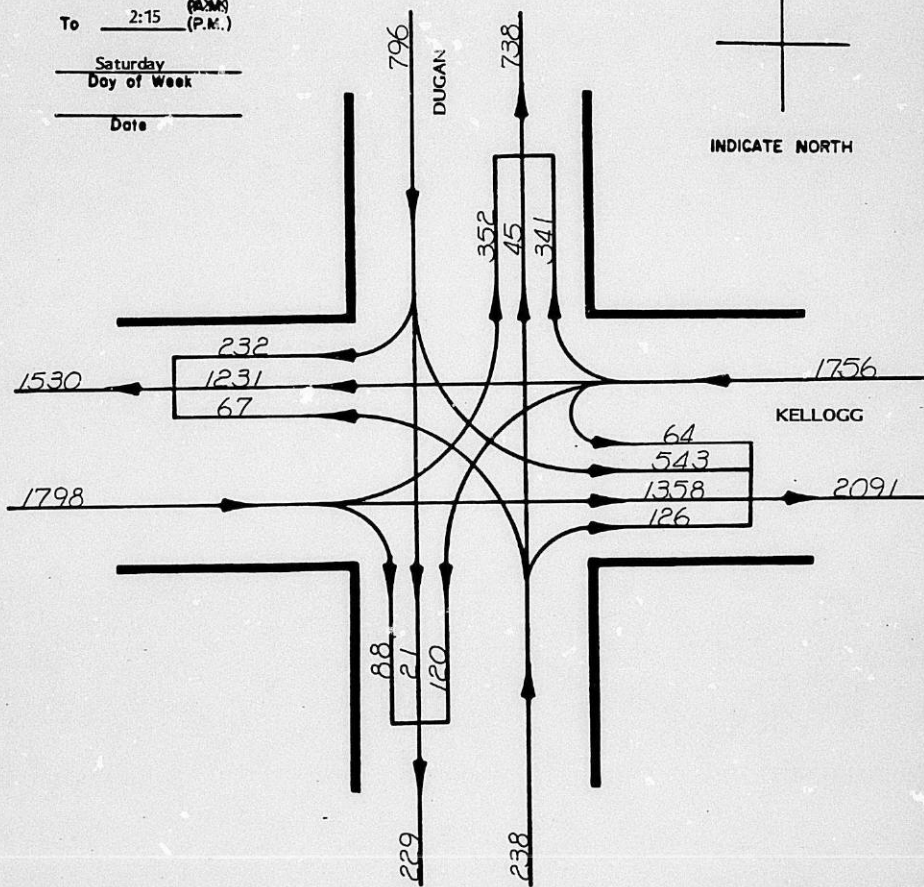 (A.M.)
To 2:15 (P.M.)
Saturday
Day of Week
Date
INDICATE NORTH
796
DUGAN
738
352
45
341
232
1530
1231
67
1756
KELLOGG
64
543
1798
1358
2091
126
88
21
120
229
238